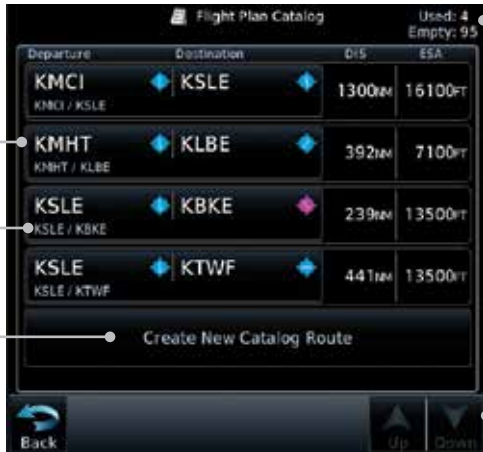 Flight Plan Catalog
Used: 4
Empty: 95
Departure Destination DIS ESA
KMCI KSLE 1300NM 16100FT
KMCI / KSLE
KMHT KLBE 392NM 7100FT
KMHT / KLBE
KSLE KBKE 239NM 13500FT
KSLE / KBKE
KSLE KTWF 441NM 13500FT
KSLE / KTWF
Create New Catalog Route
Back Up Down